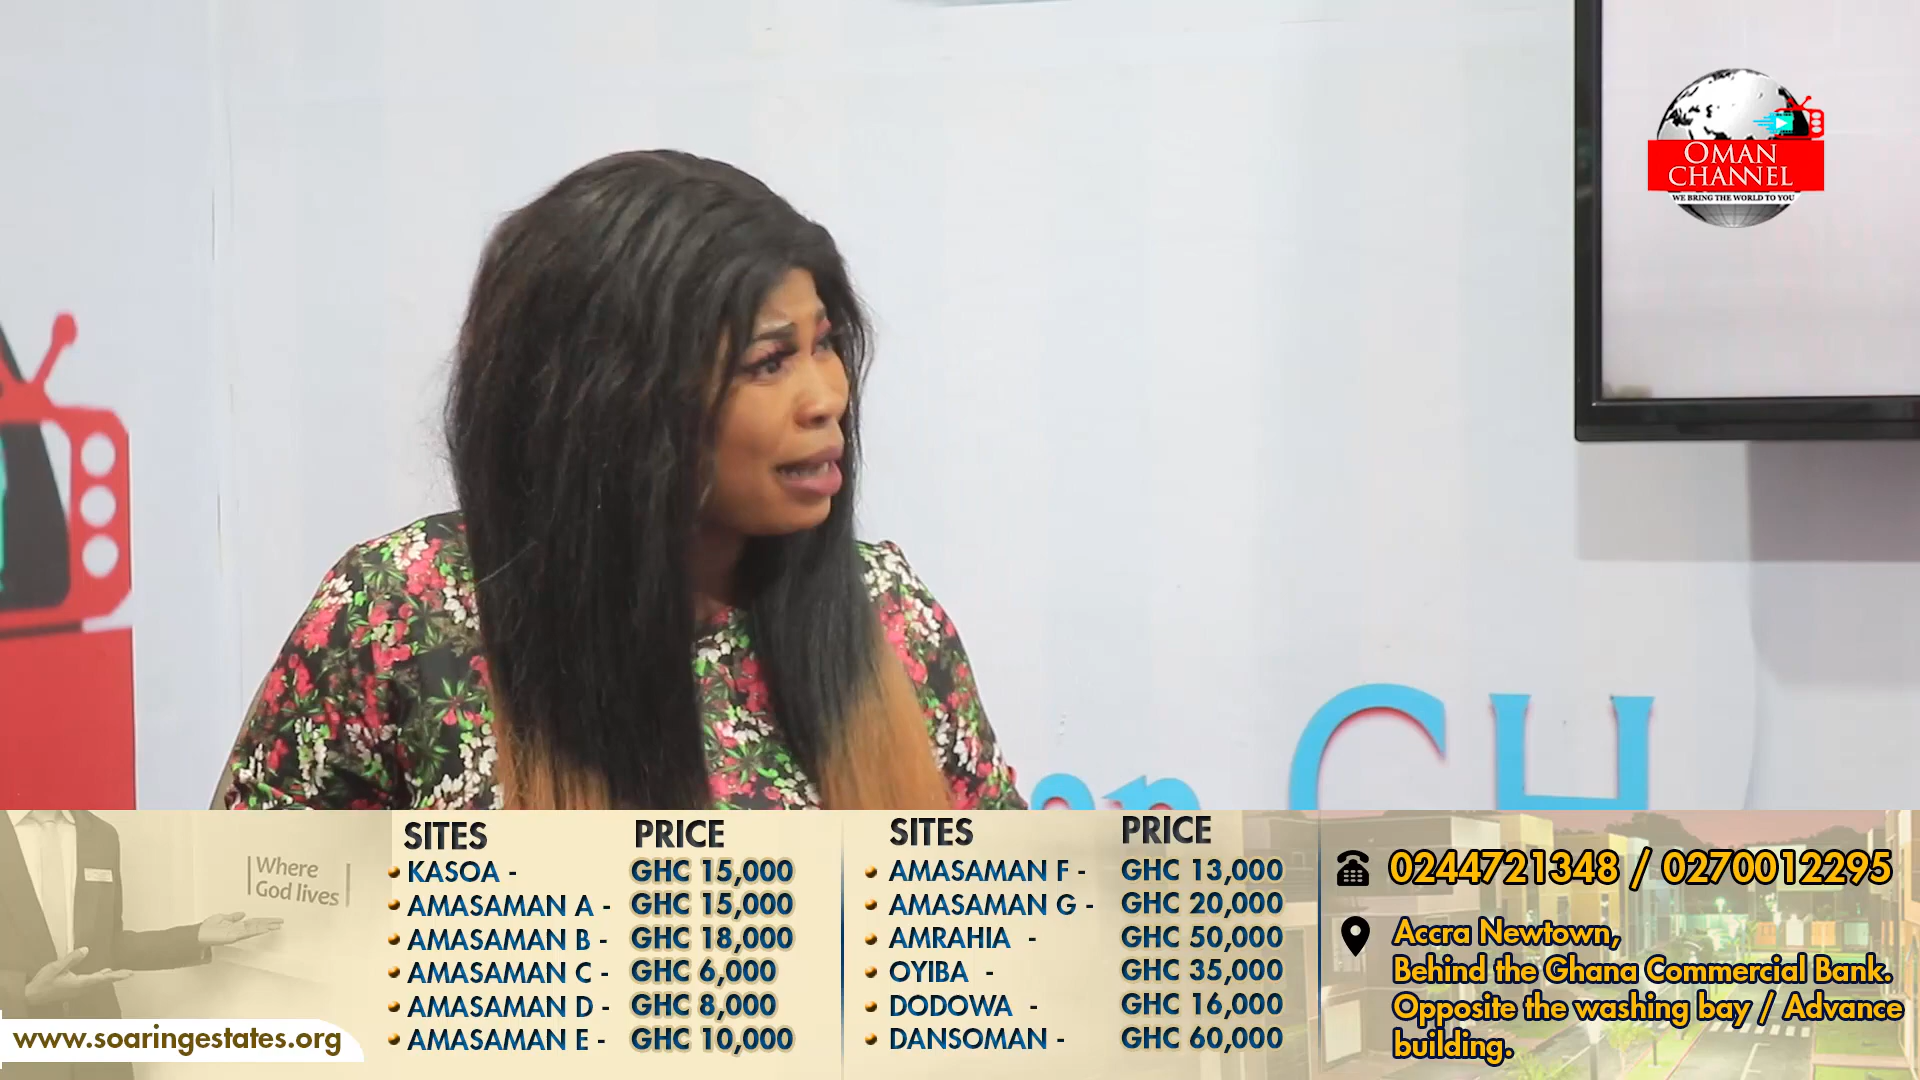 OMAN
CHANNEL
WE BRING THE WORLD TO YOU
en GH
Where
God lives
www.soaringestates.org
SITES PRICE
KASOA - GHC 15,000
AMASAMAN A - GHC 15,000
AMASAMAN B - GHC 18,000
AMASAMAN C - GHC 6,000
AMASAMAN D - GHC 8,000
AMASAMAN E - GHC 10,000
SITES PRICE
AMASAMAN F - GHC 13,000
AMASAMAN G - GHC 20,000
AMRAHIA - GHC 50,000
OYIBA - GHC 35,000
DODOWA - GHC 16,000
DANSOMAN - GHC 60,000
0244721348 / 0270012295
Accra Newtown,
Behind the Ghana Commercial Bank.
Opposite the washing bay / Advance
building.